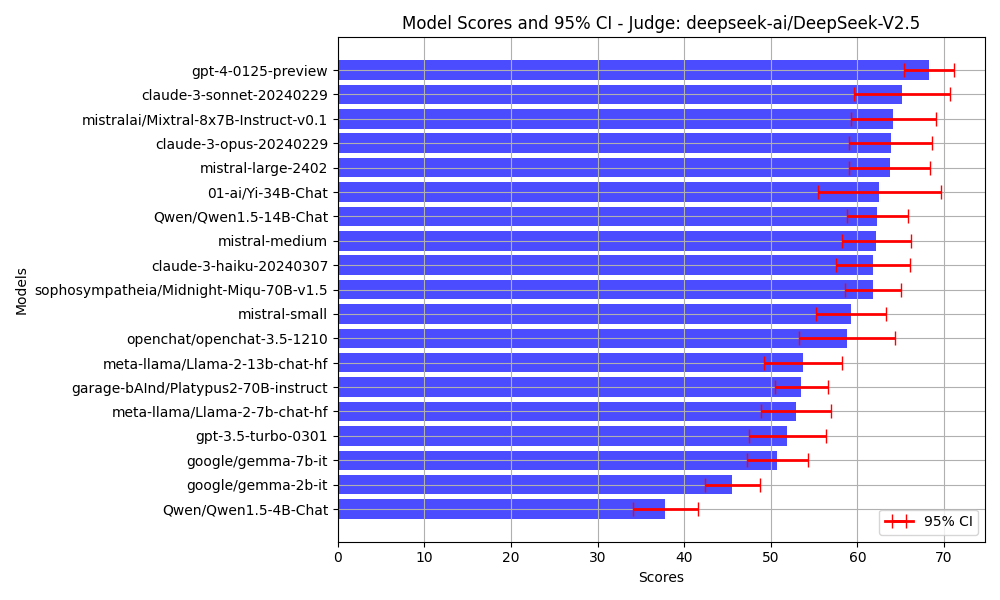 Model Scores and 95% CI - Judge: deepseek-ai/DeepSeek-V2.5
Models
gpt-4-0125-preview
claude-3-sonnet-20240229
mistralai/Mixtral-8x7B-Instruct-v0.1
claude-3-opus-20240229
mistral-large-2402
01-ai/Yi-34B-Chat
Qwen/Qwen1.5-14B-Chat
mistral-medium
claude-3-haiku-20240307
sophosympatheia/Midnight-Miqu-70B-v1.5
mistral-small
openchat/openchat-3.5-1210
meta-llama/Llama-2-13b-chat-hf
garage-bAInd/Platypus2-70B-instruct
meta-llama/Llama-2-7b-chat-hf
gpt-3.5-turbo-0301
google/gemma-7b-it
google/gemma-2b-it
Qwen/Qwen1.5-4B-Chat
95% CI
0 10 20 30 40 50 60 70
Scores